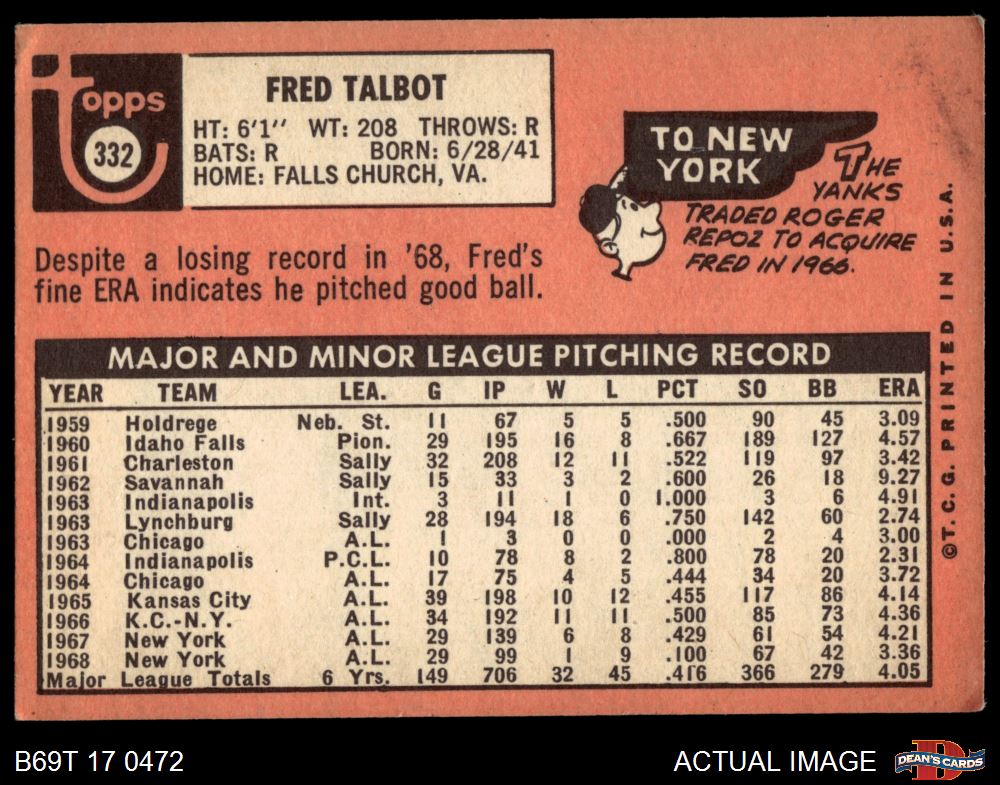 topps
332
FRED TALBOT
HT: 6'1'' WT: 208 THROWS: R
BATS: R BORN: 6/28/41
HOME: FALLS CHURCH, VA.
TO NEW
YORK
THE
YANKS
TRADED ROGER
REPOZ TO ACQUIRE
FRED IN 1966.
Despite a losing record in '68, Fred's
fine ERA indicates he pitched good ball.
MAJOR AND MINOR LEAGUE PITCHING RECORD
YEAR TEAM LEA. G IP W L PCT SO BB ERA
1959 Holdrege Neb. St. 11 67 5 5 .500 90 45 3.09
1960 Idaho Falls Pion. 29 195 16 8 .667 189 127 4.57
1961 Charleston Sally 32 208 12 11 .522 119 97 3.42
1962 Savannah Sally 15 33 3 2 .600 26 18 9.27
1963 Indianapolis Int. 3 11 1 0 1.000 3 6 4.91
1963 Lynchburg Sally 28 194 18 6 .750 142 60 2.74
1963 Chicago A.L. 1 3 0 0 .000 2 4 3.00
1964 Indianapolis P.C.L. 10 78 8 2 .800 78 20 2.31
1964 Chicago A.L. 17 75 4 5 .444 34 20 3.72
1965 Kansas City A.L. 39 198 10 12 .455 117 86 4.14
1966 K.C.-N.Y. A.L. 34 192 11 11 .500 85 73 4.36
1967 New York A.L. 29 139 6 8 .429 61 54 4.21
1968 New York A.L. 29 99 1 9 .100 67 42 3.36
Major League Totals 6 Yrs. 149 706 32 45 .416 366 279 4.05
©T.C.G. PRINTED IN U.S.A.
B69T 17 0472
ACTUAL IMAGE
D
DEAN'S CARDS